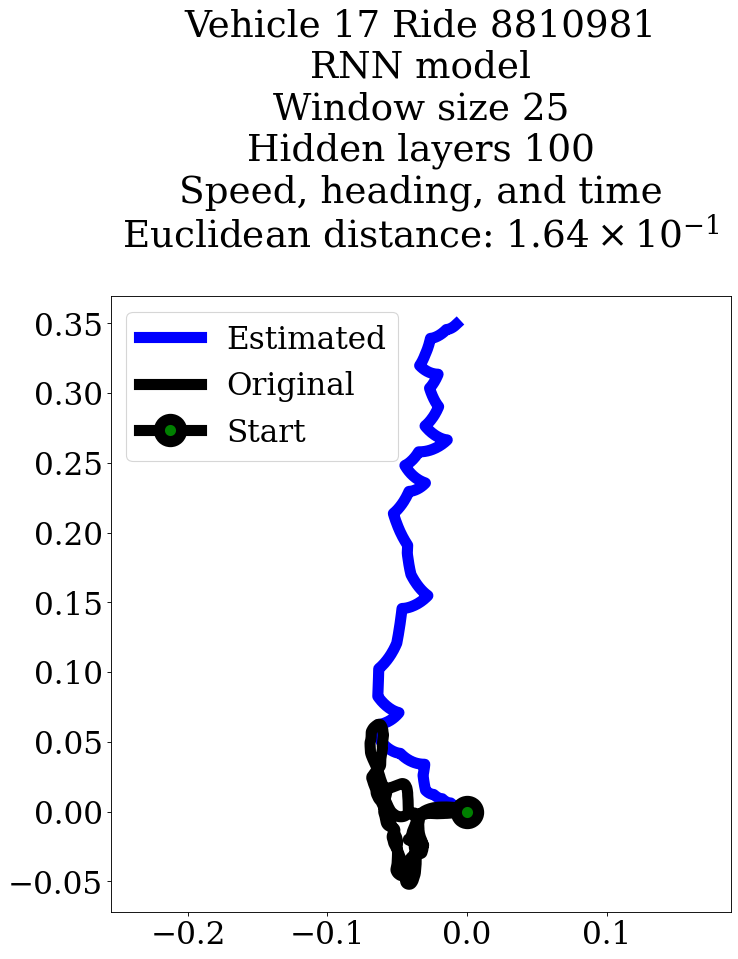 Vehicle 17 Ride 8810981
RNN model
Window size 25
Hidden layers 100
Speed, heading, and time
Euclidean distance: 1.64 × 10⁻¹
Estimated
Original
Start
0.35
0.30
0.25
0.20
0.15
0.10
0.05
0.00
−0.05
−0.2 −0.1 0.0 0.1